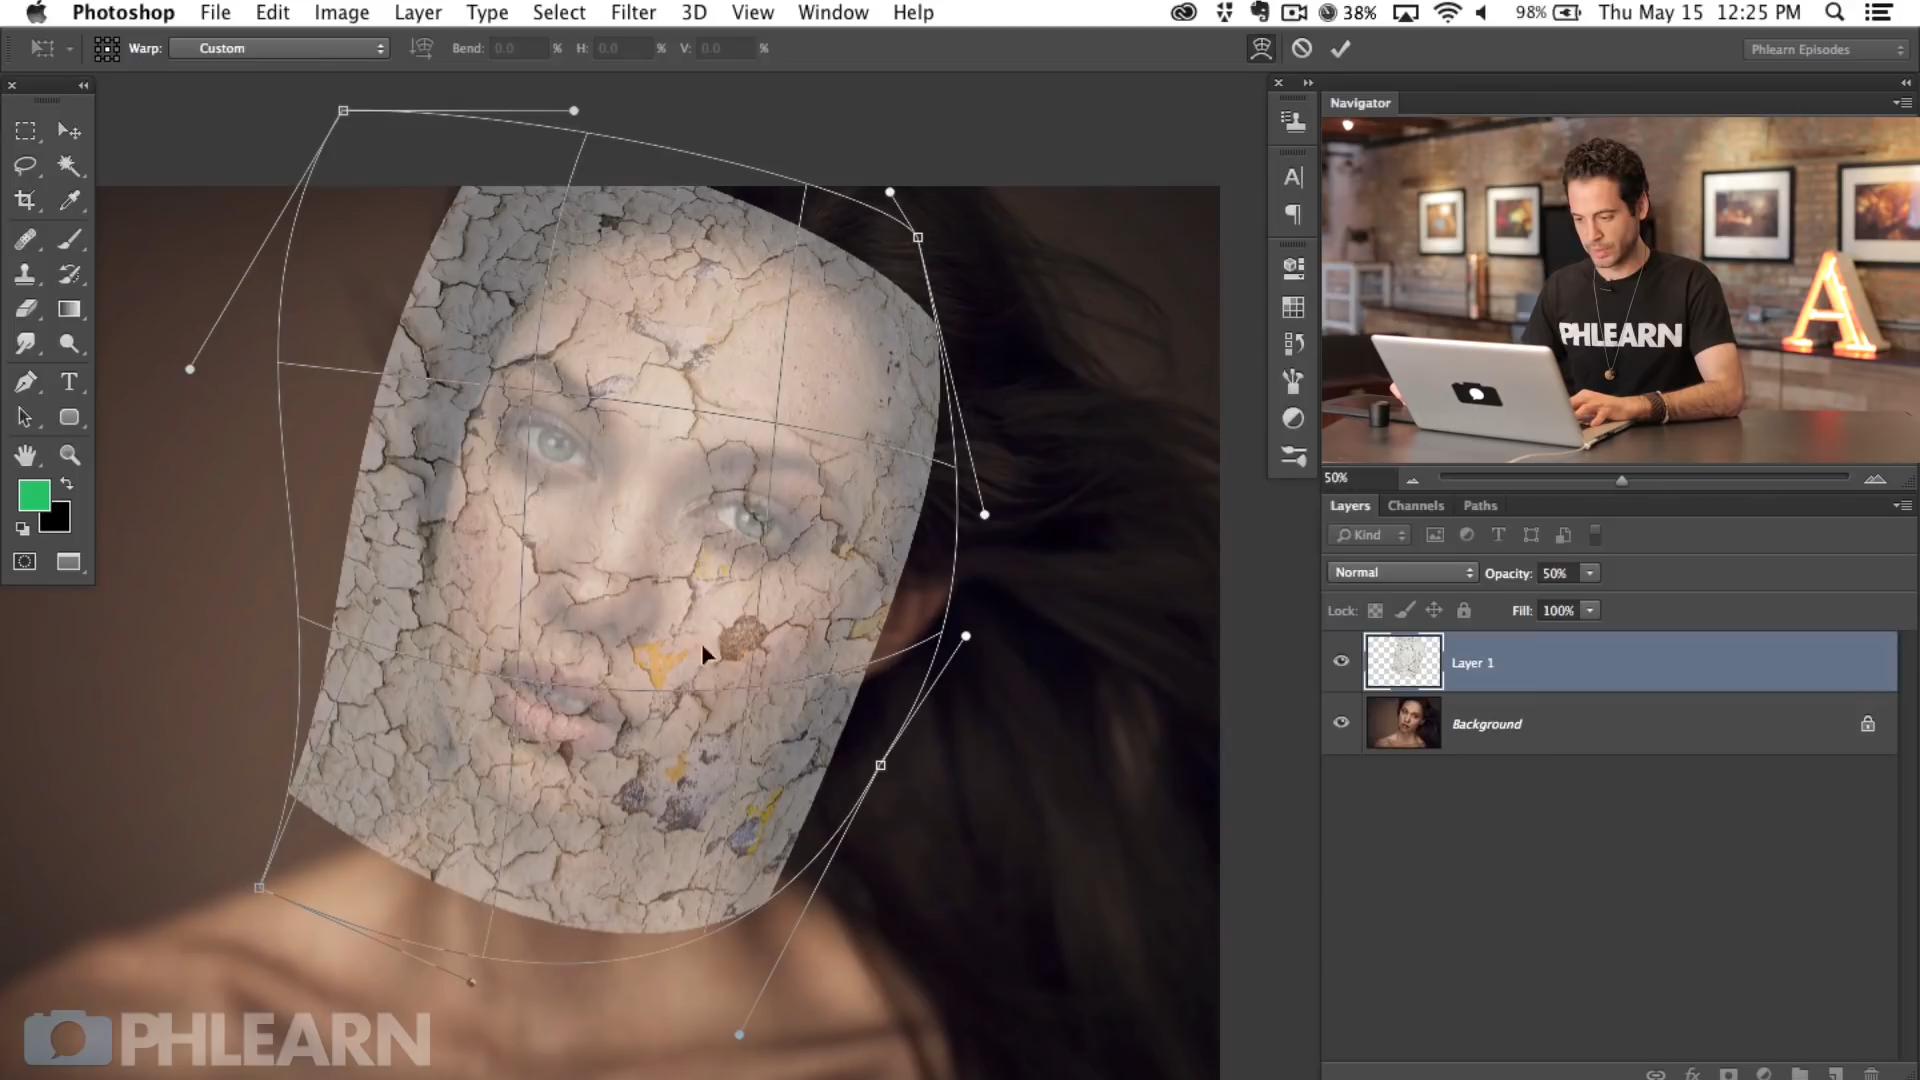 Photoshop File Edit Image Layer Type Select Filter 3D View Window Help 38% 98% Thu May 15 12:25 PM
Warp: Custom Bend: 0.0 % H: 0.0 % V: 0.0 % Phlearn Episodes
Navigator
PHLEARN
A
50%
Layers Channels Paths
Kind
Normal Opacity: 50%
Lock: Fill: 100%
Layer 1
Background
PHLEARN